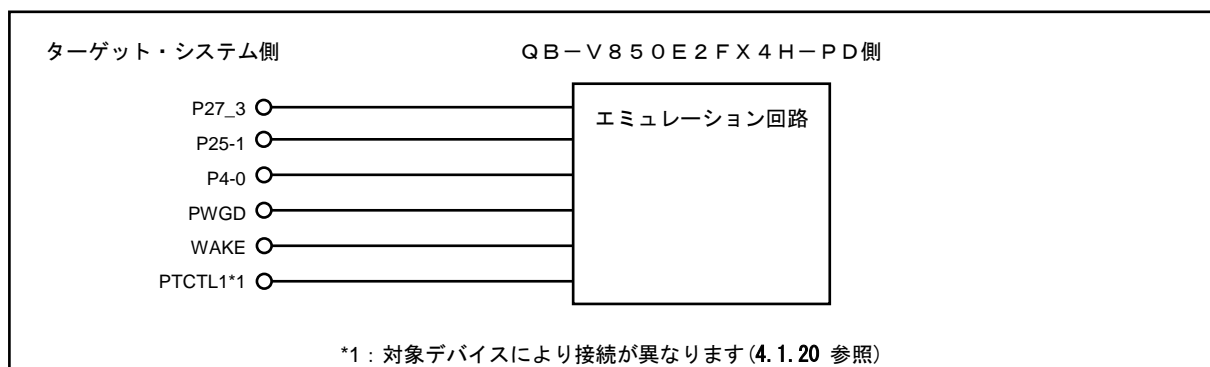 ターゲット・システム側
QB－V850E2FX4H－PD側
エミュレーション回路
P27_3
P25-1
P4-0
PWGD
WAKE
PTCTL1*1
*1：対象デバイスにより接続が異なります(4.1.20 参照)